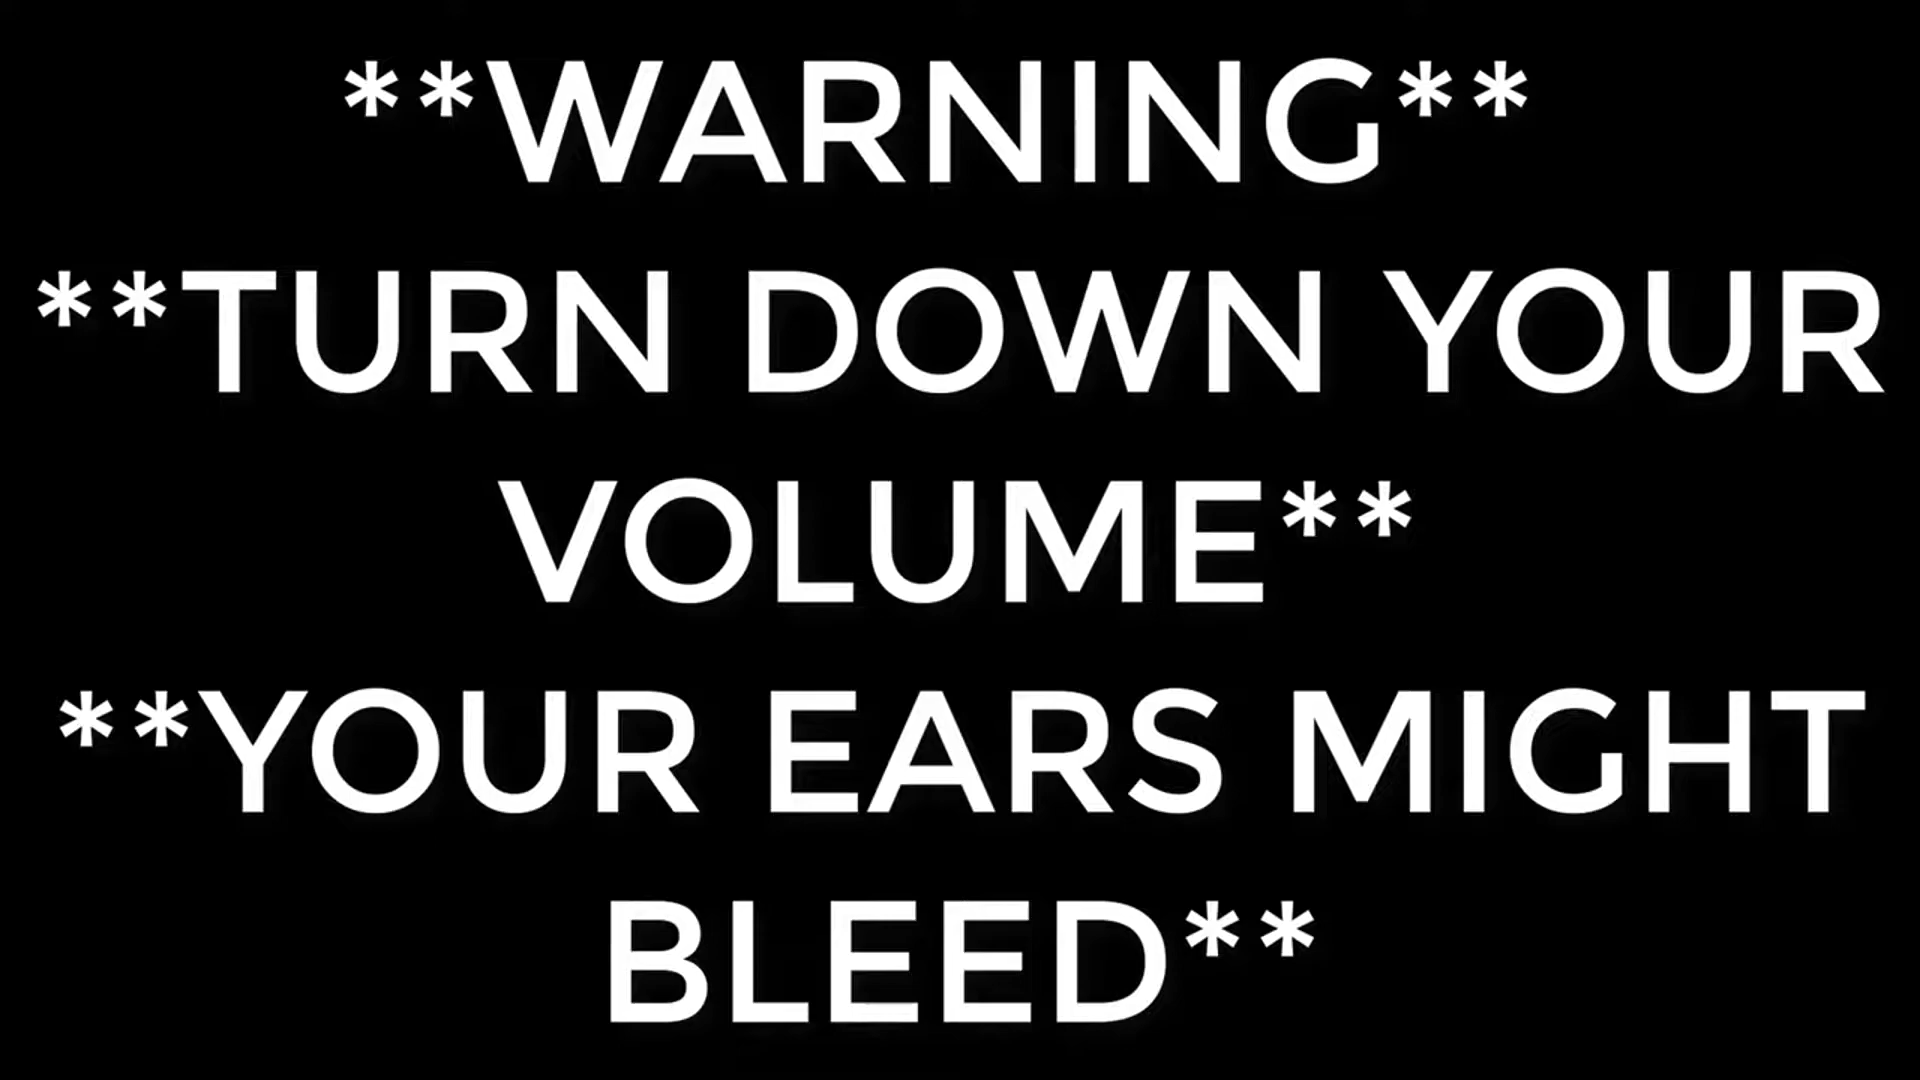 **WARNING**
**TURN DOWN YOUR
VOLUME**
**YOUR EARS MIGHT
BLEED**